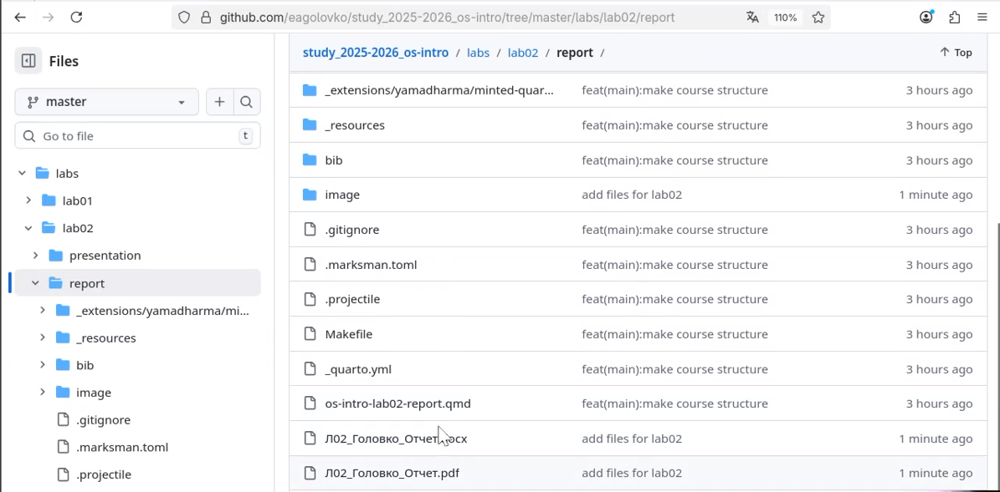 github.com/eagolovko/study_2025-2026_os-intro/tree/master/labs/lab02/report
110%
Files
master
Go to file
t
labs
lab01
lab02
presentation
report
_extensions/yamadharma/mi...
_resources
bib
image
.gitignore
.marksman.toml
.projectile
study_2025-2026_os-intro / labs / lab02 / report /
Top
_extensions/yamadharma/minted-quar... feat(main):make course structure 3 hours ago
_resources feat(main):make course structure 3 hours ago
bib feat(main):make course structure 3 hours ago
image add files for lab02 1 minute ago
.gitignore feat(main):make course structure 3 hours ago
.marksman.toml feat(main):make course structure 3 hours ago
.projectile feat(main):make course structure 3 hours ago
Makefile feat(main):make course structure 3 hours ago
_quarto.yml feat(main):make course structure 3 hours ago
os-intro-lab02-report.qmd feat(main):make course structure 3 hours ago
Л02_Головко_Отчет.docx add files for lab02 1 minute ago
Л02_Головко_Отчет.pdf add files for lab02 1 minute ago